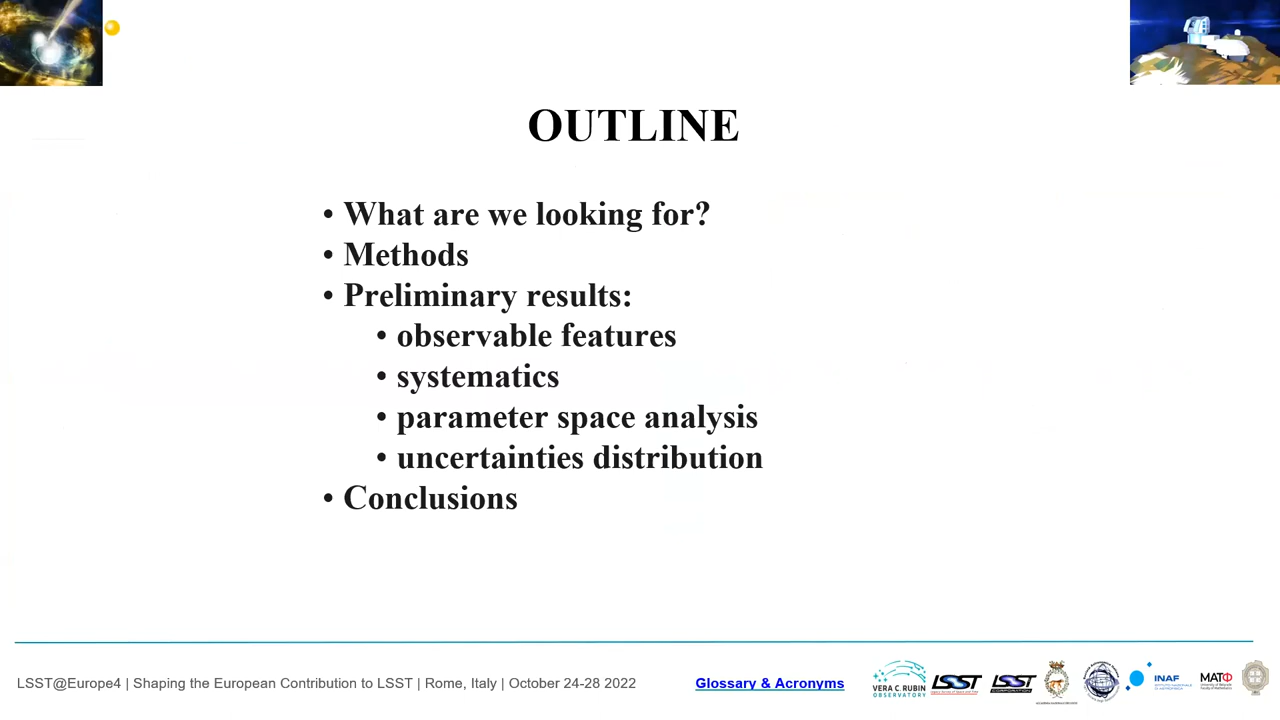 OUTLINE
• What are we looking for?
• Methods
• Preliminary results:
• observable features
• systematics
• parameter space analysis
• uncertainties distribution
• Conclusions
LSST@Europe4 | Shaping the European Contribution to LSST | Rome, Italy | October 24-28 2022
Glossary & Acronyms
VERA C. RUBIN
OBSERVATORY
LSST
LSST
CORPORATION
INAF
MATΦ